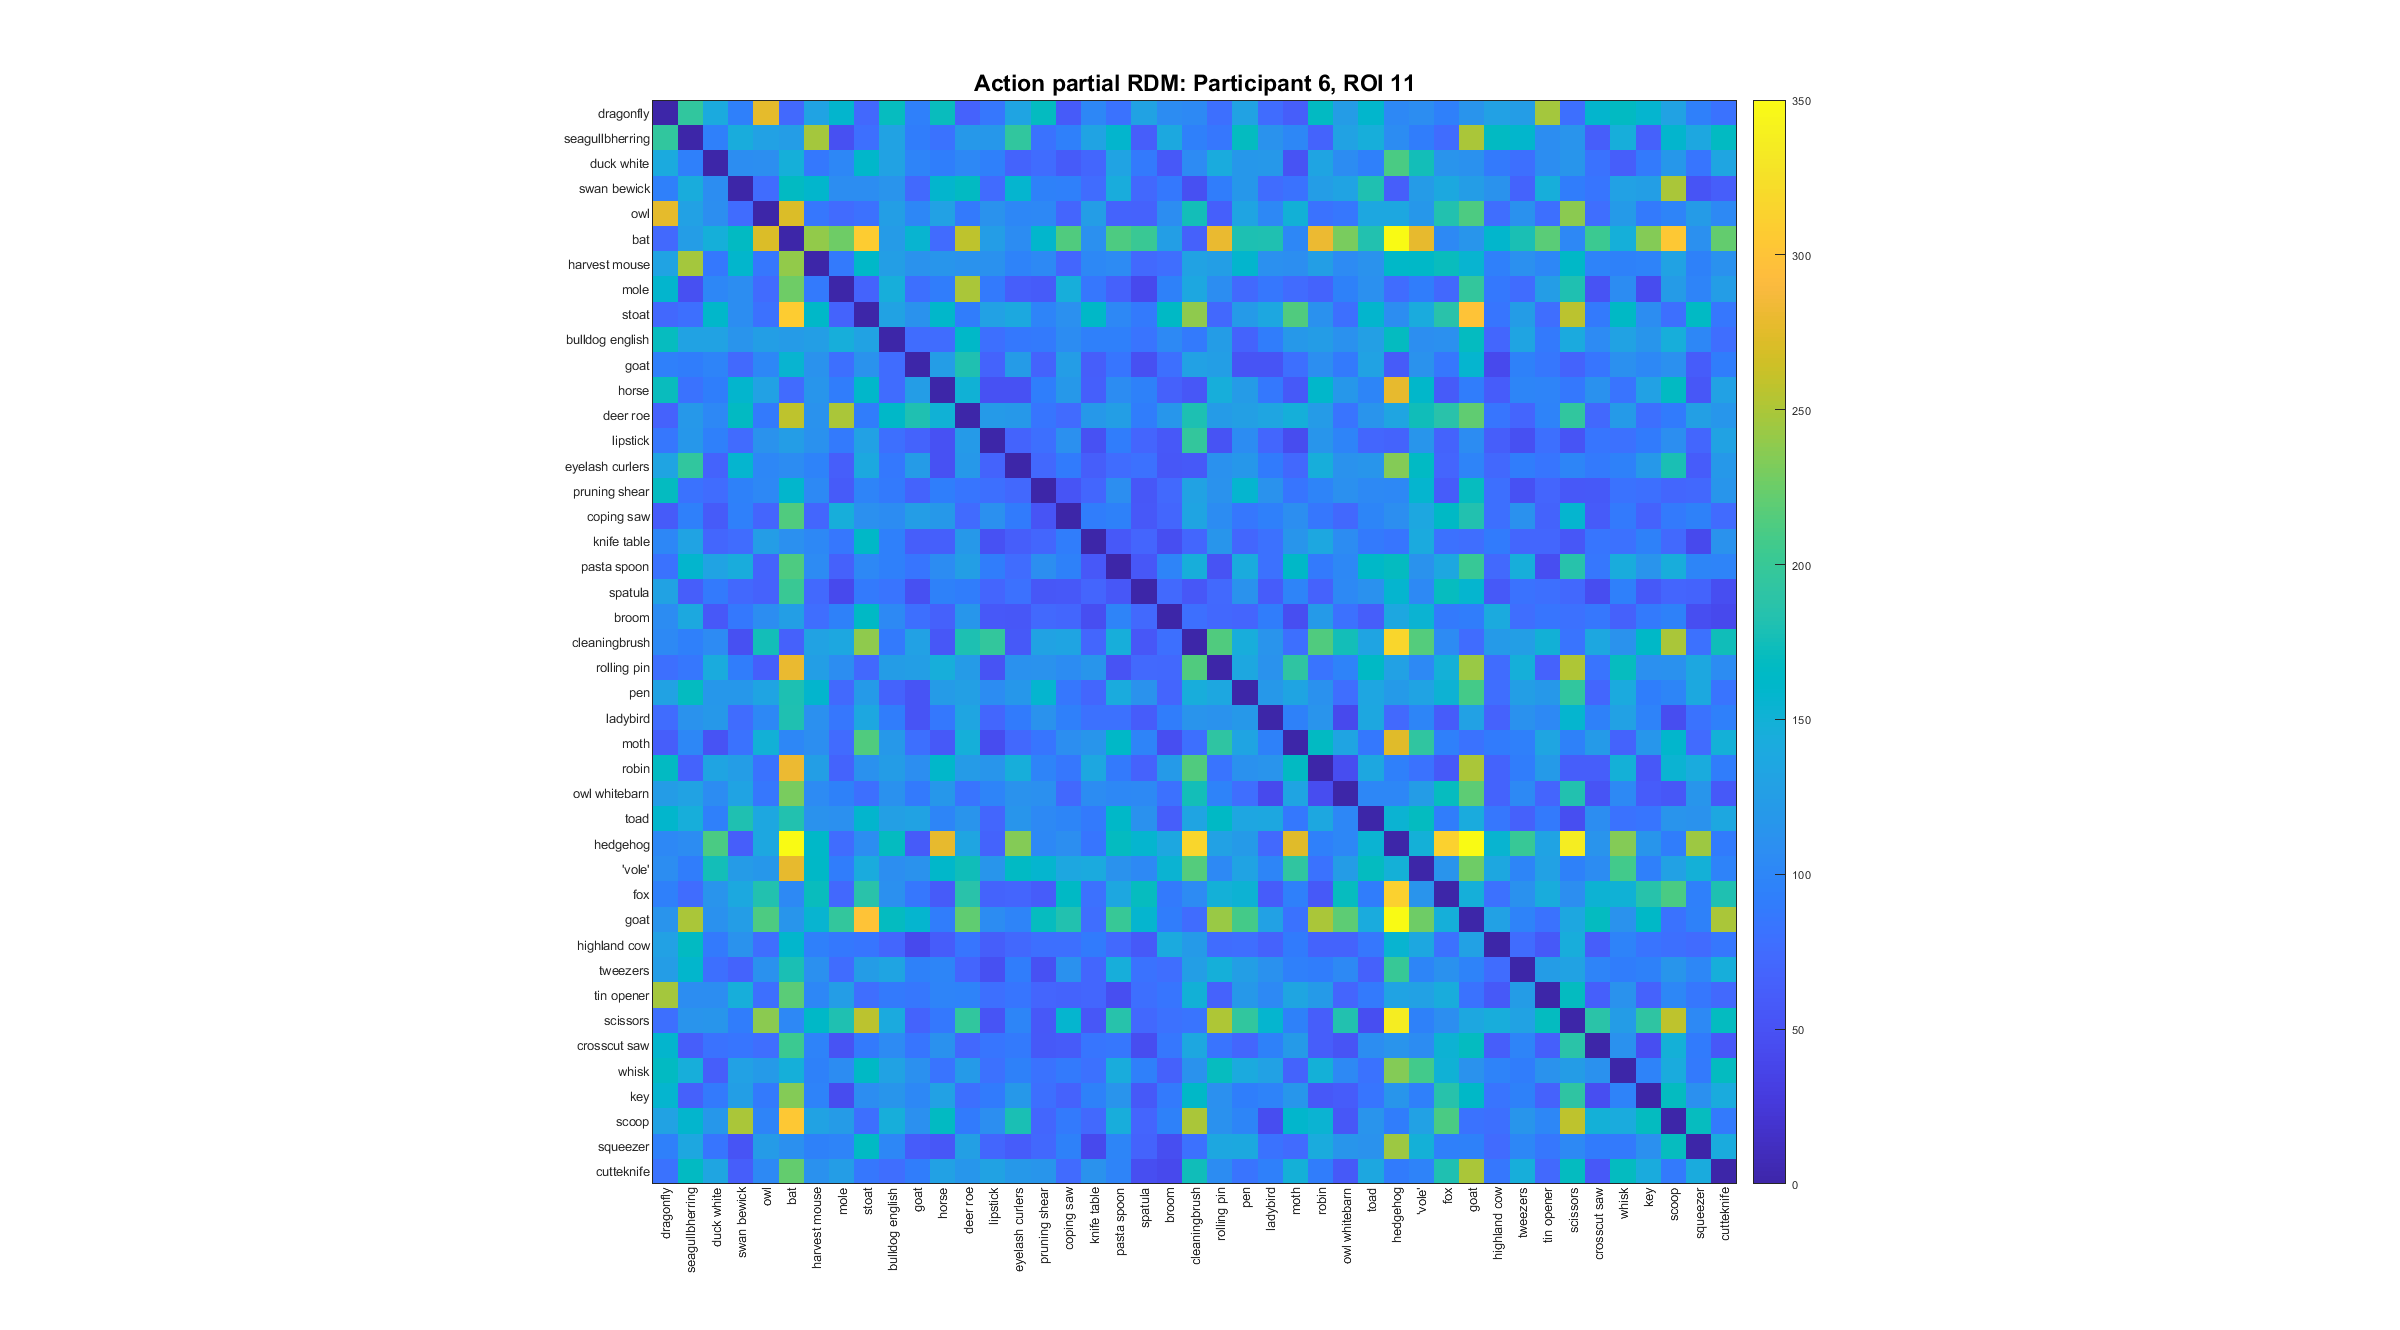 Action partial RDM: Participant 6, ROI 11
dragonfly
seagullbherring
duck white
swan bewick
owl
bat
harvest mouse
mole
stoat
bulldog english
goat
horse
deer roe
lipstick
eyelash curlers
pruning shear
coping saw
knife table
pasta spoon
spatula
broom
cleaningbrush
rolling pin
pen
ladybird
moth
robin
owl whitebarn
toad
hedgehog
'vole'
fox
goat
highland cow
tweezers
tin opener
scissors
crosscut saw
whisk
key
scoop
squeezer
cutteknife
350
300
250
200
150
100
50
0
dragonfly
seagullbherring
duck white
swan bewick
owl
bat
harvest mouse
mole
stoat
bulldog english
goat
horse
deer roe
lipstick
eyelash curlers
pruning shear
coping saw
knife table
pasta spoon
spatula
broom
cleaningbrush
rolling pin
pen
ladybird
moth
robin
owl whitebarn
toad
hedgehog
'vole'
fox
goat
highland cow
tweezers
tin opener
scissors
crosscut saw
whisk
key
scoop
squeezer
cutteknife